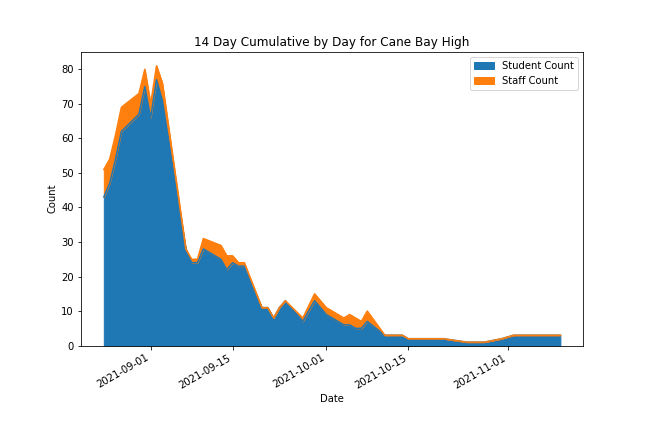 14 Day Cumulative by Day for Cane Bay High
Student Count
Staff Count
80
70
60
50
40
30
20
10
0
Count
2021-09-01
2021-09-15
2021-10-01
2021-10-15
2021-11-01
Date